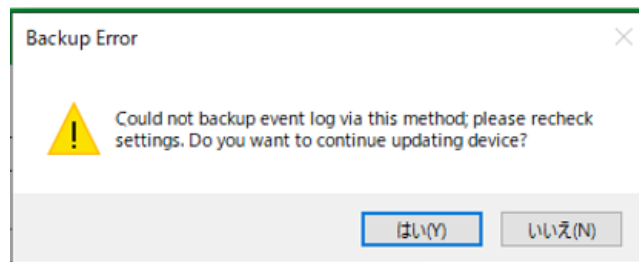 Backup Error
Could not backup event log via this method; please recheck
settings. Do you want to continue updating device?
はい(Y)
いいえ(N)